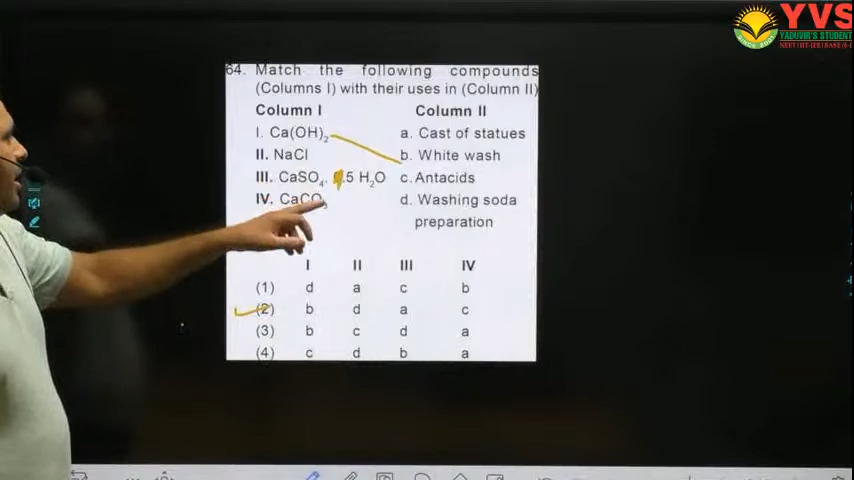 YVS
YADUVIR'S STUDENT
SINCE 2007
64. Match the following compounds
(Columns I) with their uses in (Column II)
Column I Column II
I. Ca(OH)2 a. Cast of statues
II. NaCl b. White wash
III. CaSO4. .5 H2O c. Antacids
IV. CaCO3 d. Washing soda
preparation
I II III IV
(1) d a c b
(2) b d a c
(3) b c d a
(4) c d b a